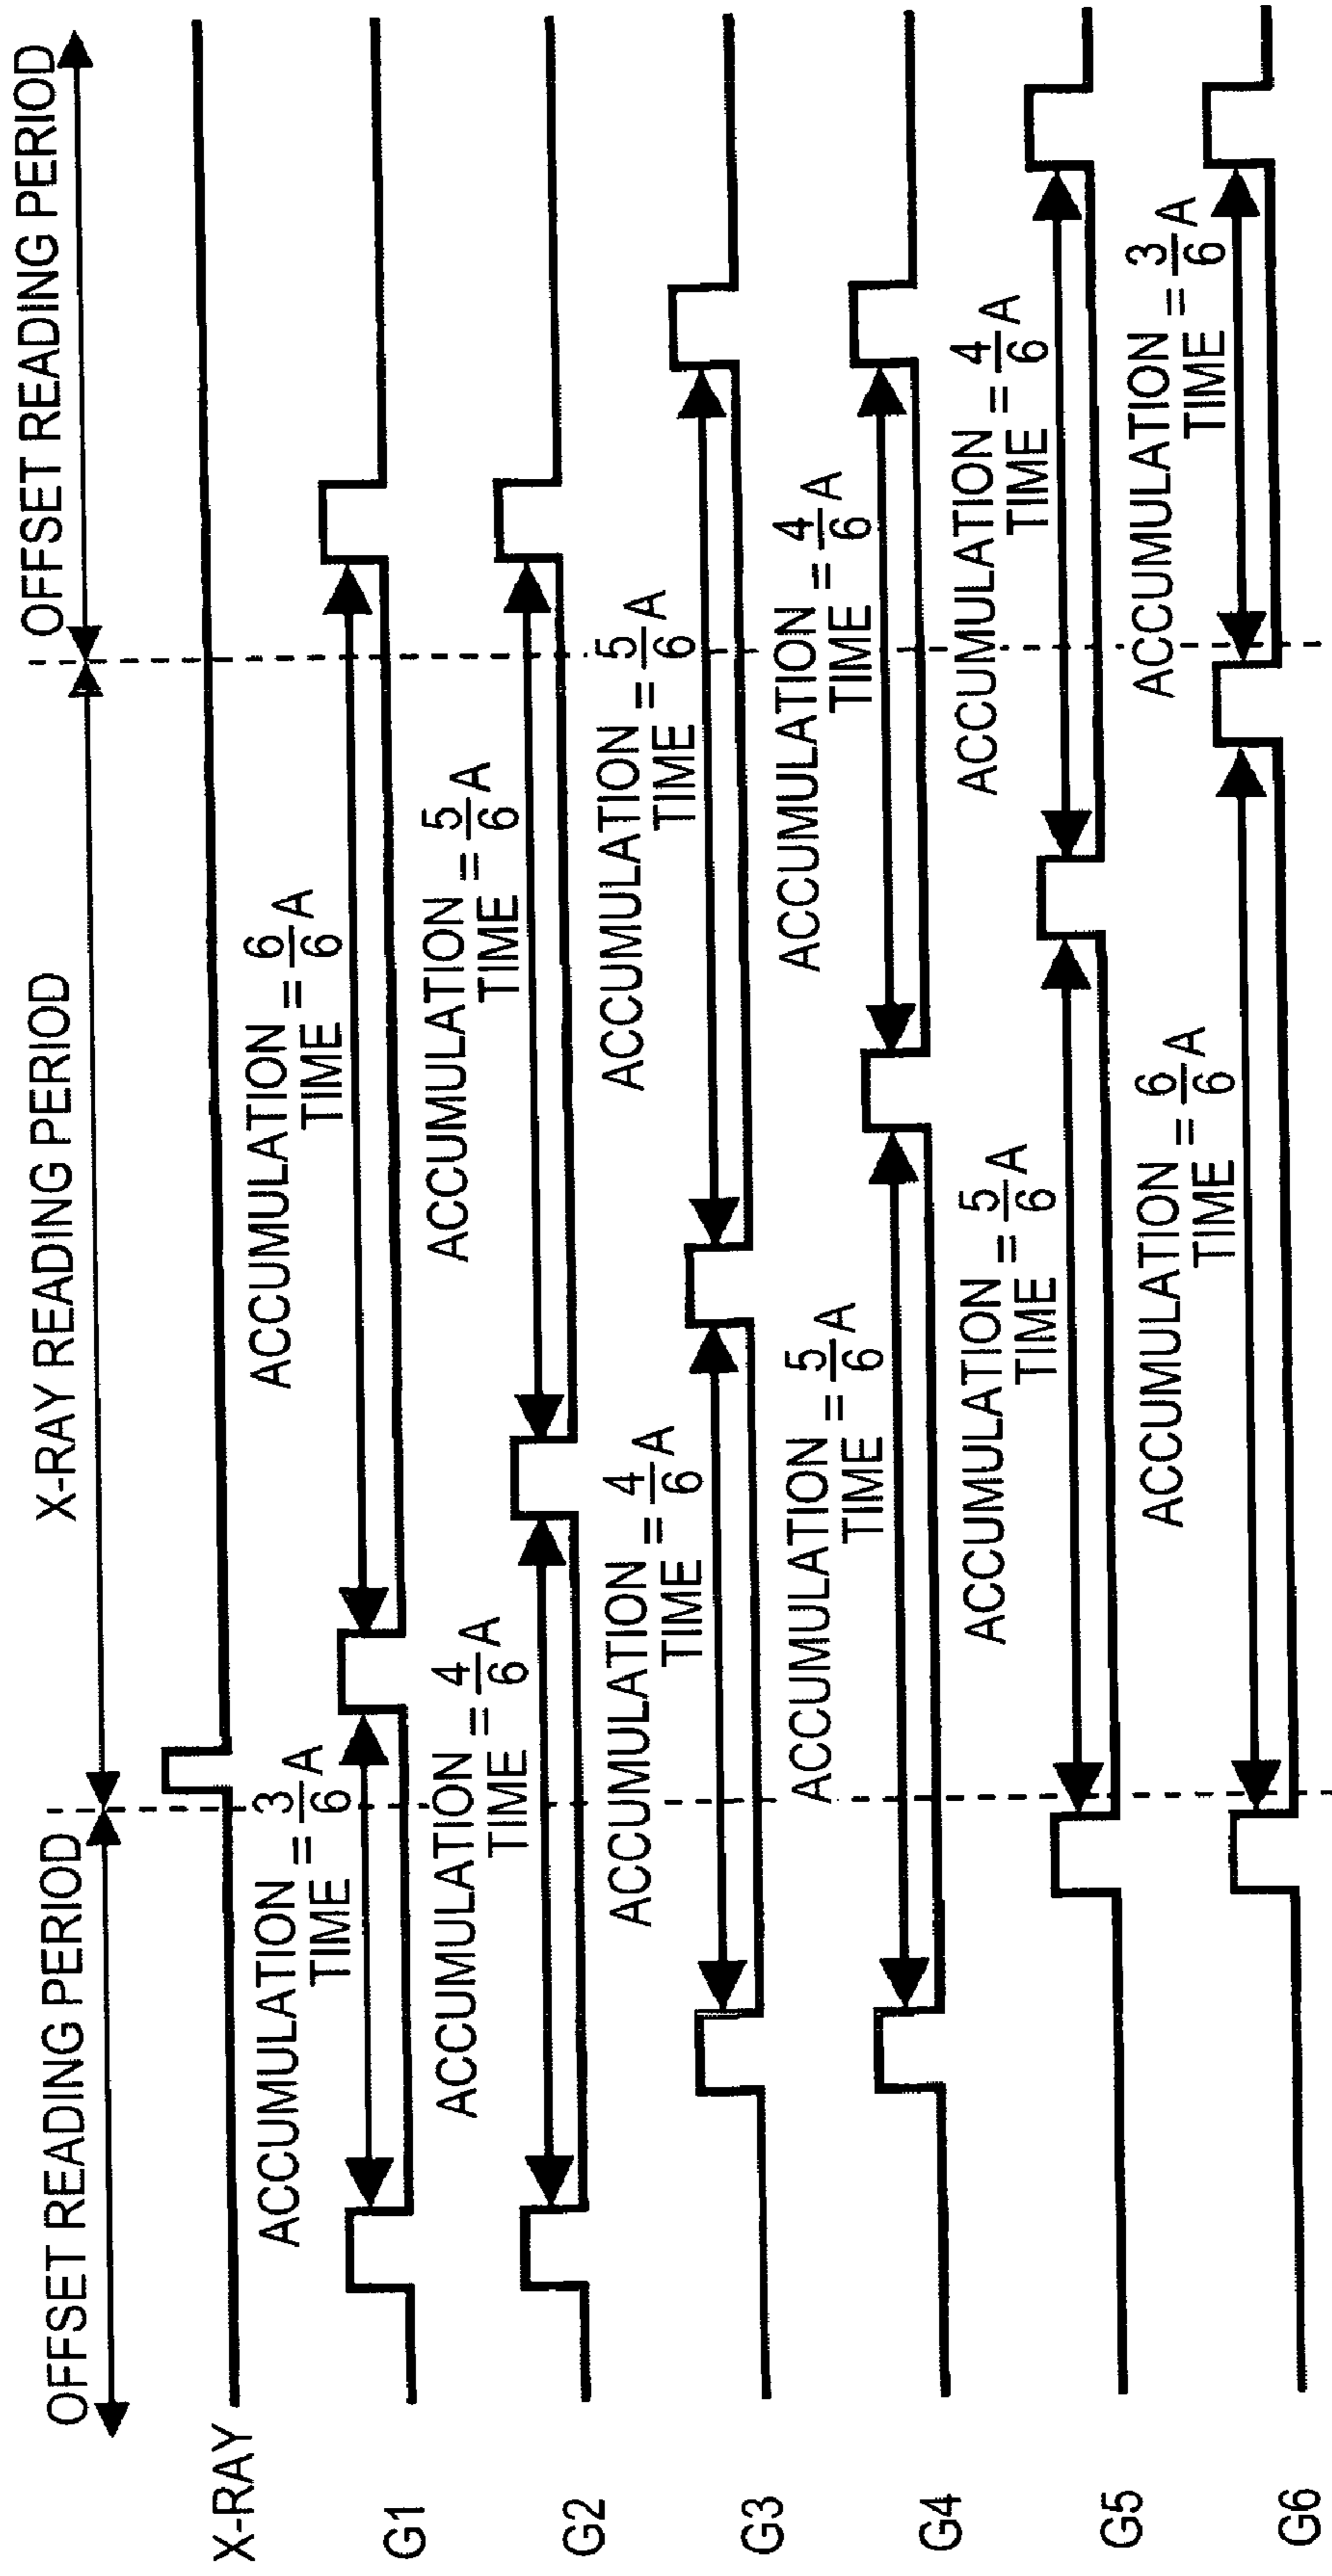 OFFSET READING PERIOD
X-RAY READING PERIOD
OFFSET READING PERIOD
X-RAY
G1
ACCUMULATION TIME = 3/6 A
ACCUMULATION TIME = 6/6 A
G2
ACCUMULATION TIME = 4/6 A
ACCUMULATION TIME = 5/6 A
G3
ACCUMULATION TIME = 4/6 A
ACCUMULATION TIME = 5/6 A
G4
ACCUMULATION TIME = 5/6 A
ACCUMULATION TIME = 4/6 A
G5
ACCUMULATION TIME = 5/6 A
ACCUMULATION TIME = 4/6 A
G6
ACCUMULATION TIME = 6/6 A
ACCUMULATION TIME = 3/6 A